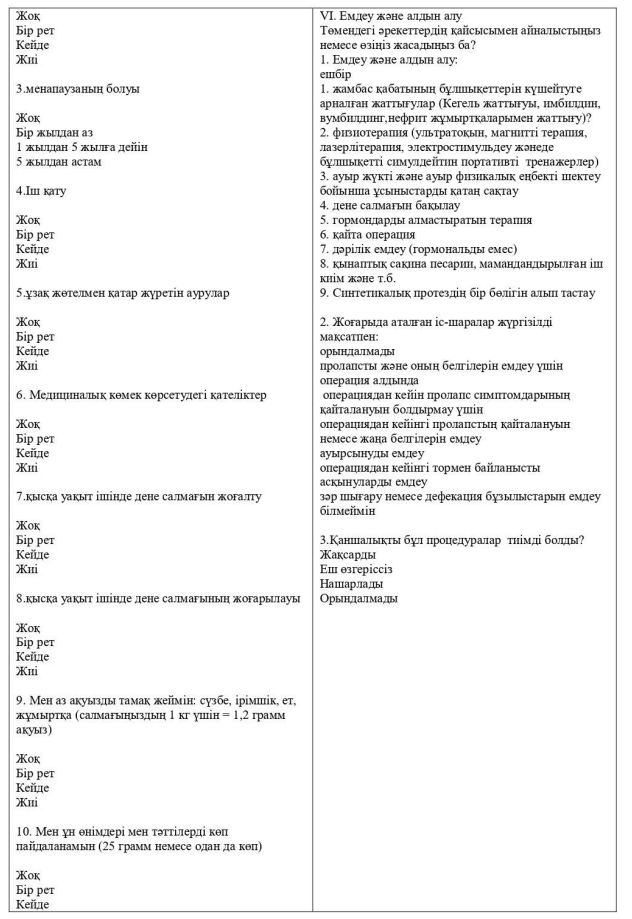 Жоқ
Бір рет
Кейде
Жиі
3.менапаузаның болуы
Жоқ
Бір жылдан аз
1 жылдан 5 жылға дейін
5 жылдан астам
4.Іш қату
Жоқ
Бір рет
Кейде
Жиі
5.ұзақ жөтелмен қатар жүретін аурулар
Жоқ
Бір рет
Кейде
Жиі
6. Медициналық көмек көрсетудегі қателіктер
Жоқ
Бір рет
Кейде
Жиі
7.қысқа уақыт ішінде дене салмағын жоғалту
Жоқ
Бір рет
Кейде
Жиі
8.қысқа уақыт ішінде дене салмағының жоғарылауы
Жоқ
Бір рет
Кейде
Жиі
9. Мен аз ақуызды тамақ жеймін: сүзбе, ірімшік, ет,
жұмыртқа (салмағыңыздың 1 кг үшін = 1,2 грамм
ақуыз)
Жоқ
Бір рет
Кейде
Жиі
10. Мен ұн өнімдері мен тәттілерді көп
пайдаланамын (25 грамм немесе одан да көп)
Жоқ
Бір рет
Кейде
VI. Емдеу және алдын алу
Төмендегі әрекеттердің қайсысымен айналыстыңыз
немесе өзіңіз жасадыңыз ба?
1. Емдеу және алдын алу:
ешбір
1. жамбас қабатының бұлшықеттерін күшейтуге
арналған жаттығулар (Кегель жаттығуы, имбилдин,
вумбилдинг,нефрит жұмыртқаларымен жаттығу)?
2. физиотерапия (ультратоқын, магнитті терапия,
лазерлітерапия, электростимульдеу жәнеде
бұлшықетті симулдейтин портативті  тренажерлер)
3. ауыр жүкті және ауыр физикалық еңбекті шектеу
бойынша ұсыныстарды қатаң сақтау
4. дене салмағын бақылау
5. гормондарды алмастыратын терапия
6. қайта операция
7. дәрілік емдеу (гормональды емес)
8. қынаптық сақина песарии, мамандандырылған іш
киім және т.б.
9. Синтетикалық протездің бір бөлігін алып тастау
2. Жоғарыда аталған іс-шаралар жүргізілді
мақсатпен:
орындалмады
пролапсты және оның белгілерін емдеу үшін
операция алдында
операциядан кейін пролапс симптомдарының
қайталануын болдырмау үшін
операциядан кейінгі пролапстың қайталануын
немесе жаңа белгілерін емдеу
ауырсынуды емдеу
операциядан кейінгі тормен байланысты
асқынуларды емдеу
зәр шығару немесе дефекация бұзылыстарын емдеу
білмеймін
3.Қаншалықты бұл процедуралар  тиімді болды?
Жақсарды
Еш өзгеріссіз
Нашарлады
Орындалмады